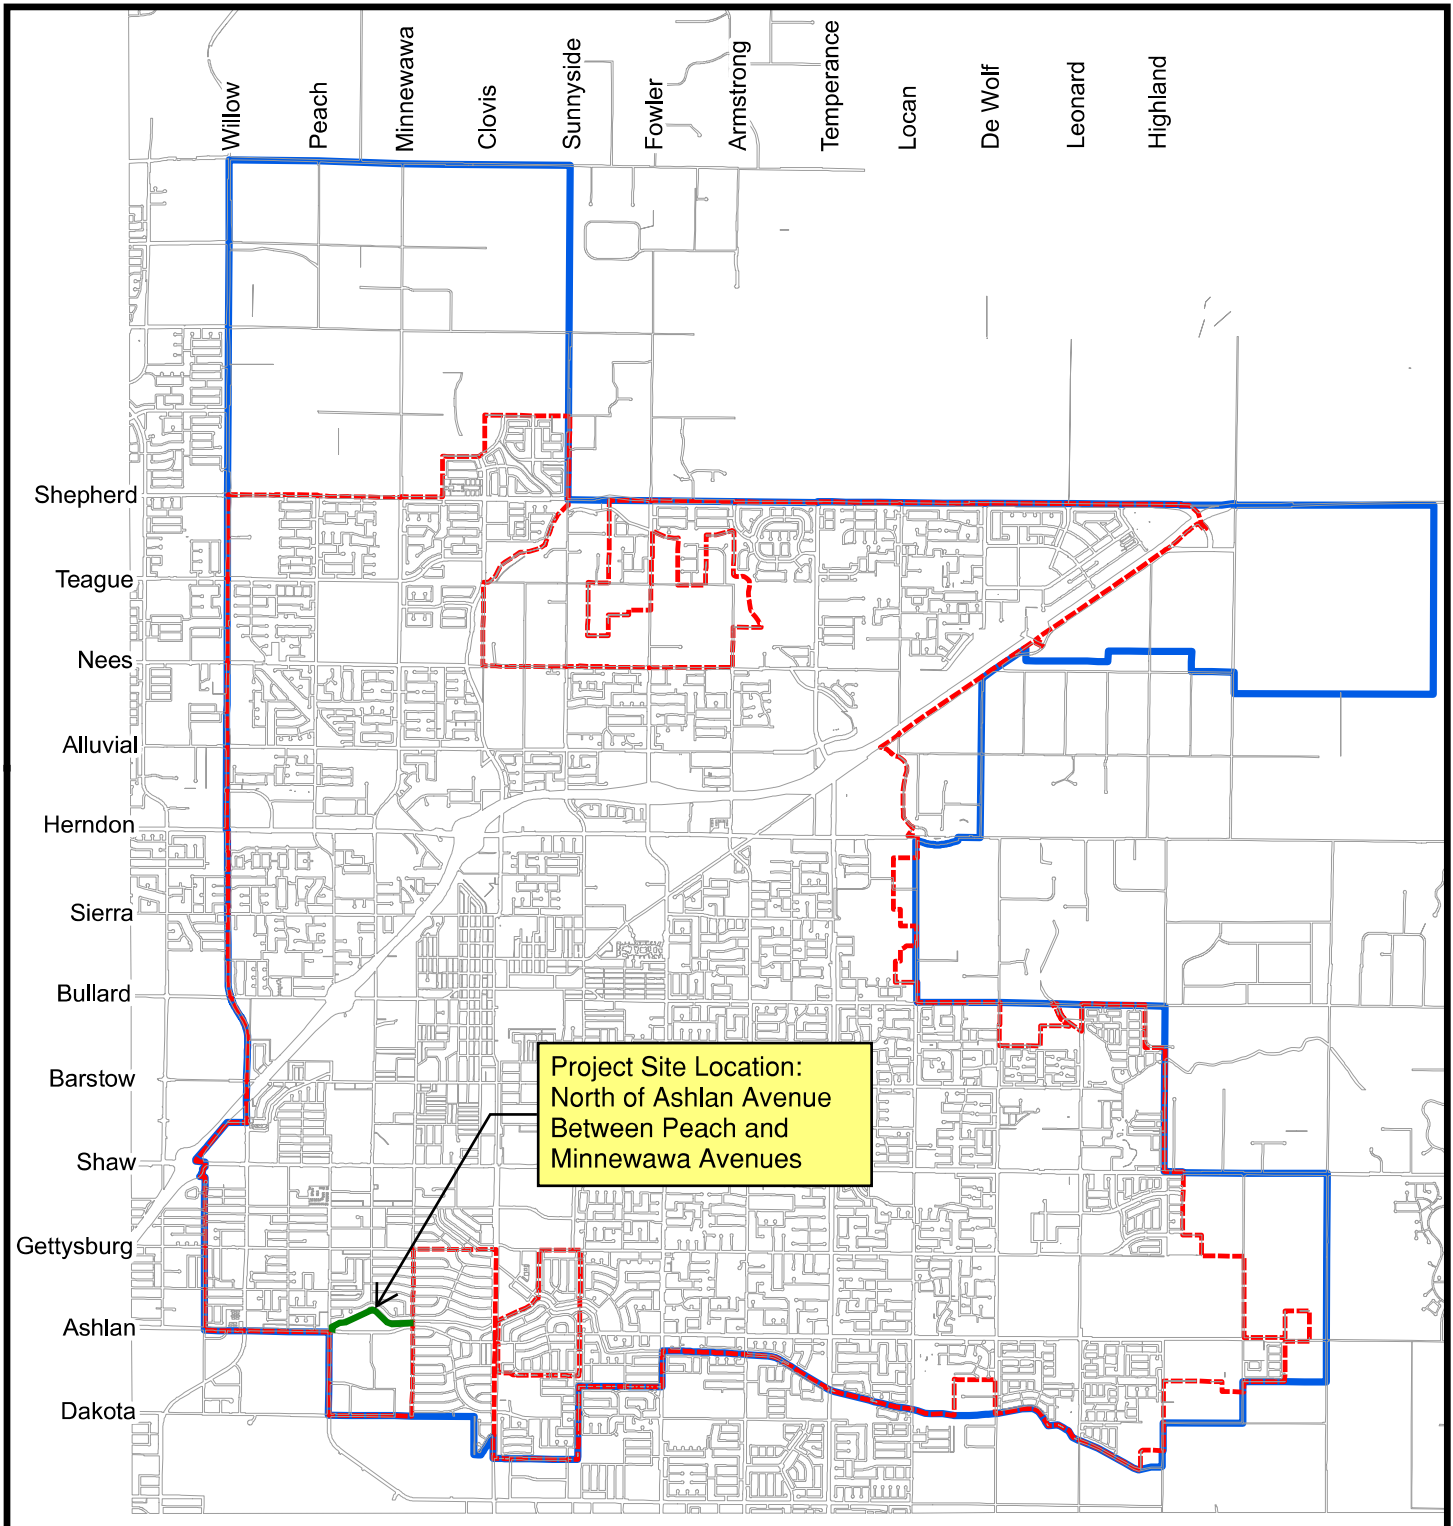 Willow
Peach
Minnewawa
Clovis
Sunnyside
Fowler
Armstrong
Temperance
Locan
De Wolf
Leonard
Highland
Shepherd
Teague
Nees
Alluvial
Herndon
Sierra
Bullard
Barstow
Shaw
Gettysburg
Ashlan
Dakota
Project Site Location:
North of Ashlan Avenue
Between Peach and
Minnewawa Avenues